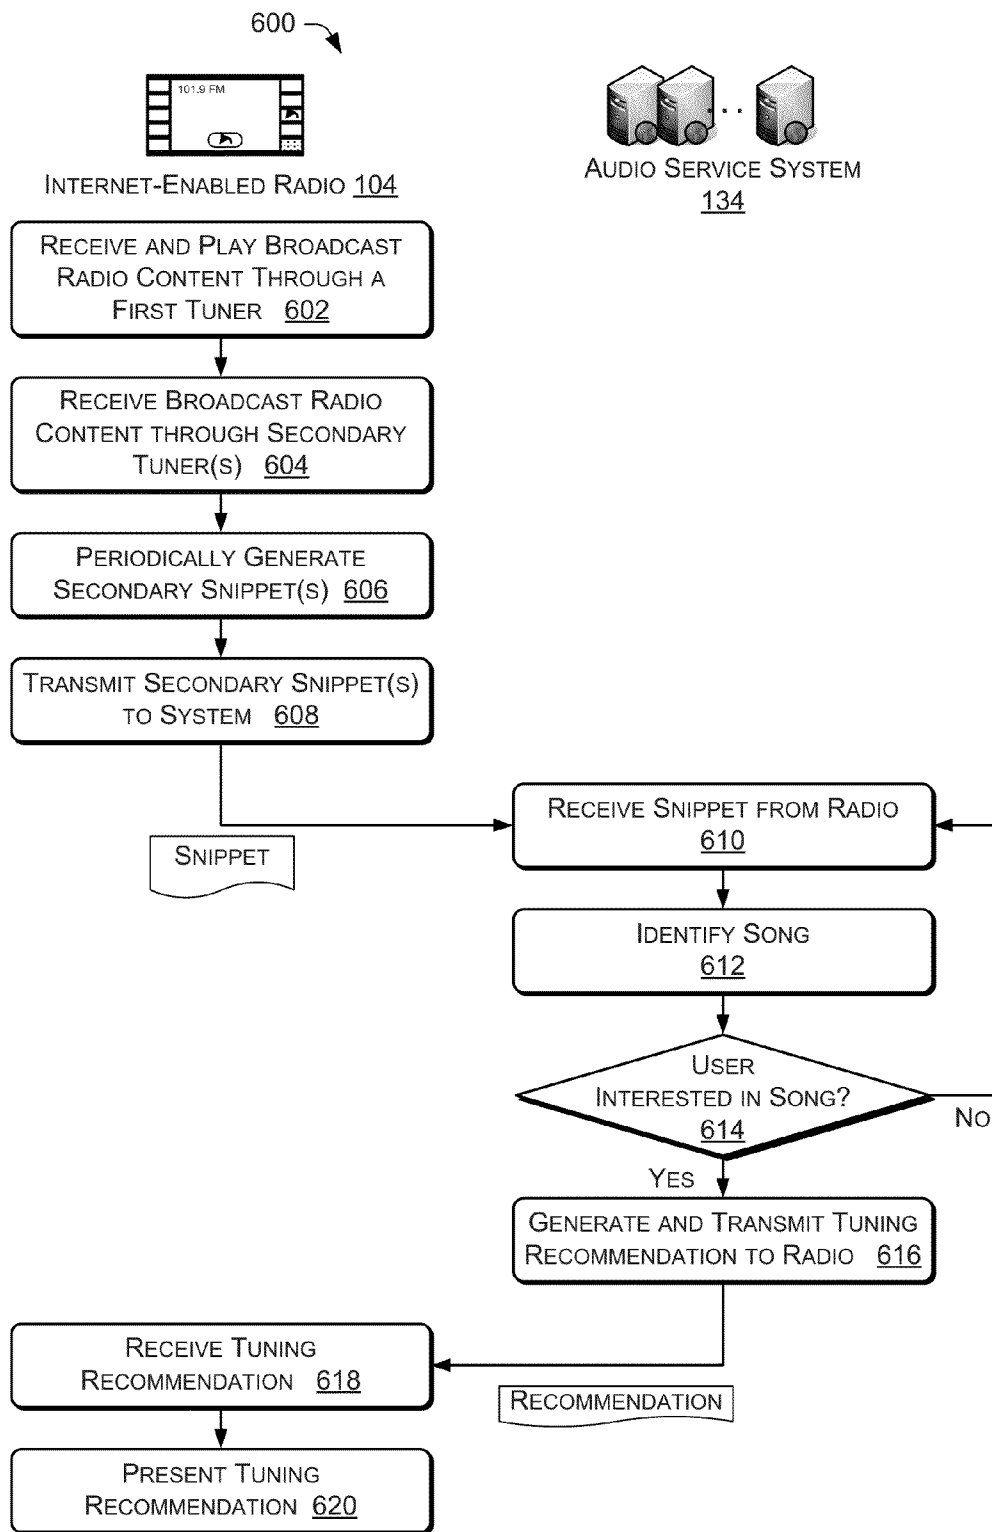 600
101.9 FM
INTERNET-ENABLED RADIO 104
AUDIO SERVICE SYSTEM
134
RECEIVE AND PLAY BROADCAST
RADIO CONTENT THROUGH A
FIRST TUNER 602
RECEIVE BROADCAST RADIO
CONTENT THROUGH SECONDARY
TUNER(S) 604
PERIODICALLY GENERATE
SECONDARY SNIPPET(S) 606
TRANSMIT SECONDARY SNIPPET(S)
TO SYSTEM 608
SNIPPET
RECEIVE SNIPPET FROM RADIO
610
IDENTIFY SONG
612
USER
INTERESTED IN SONG?
614
NO
YES
GENERATE AND TRANSMIT TUNING
RECOMMENDATION TO RADIO 616
RECEIVE TUNING
RECOMMENDATION 618
RECOMMENDATION
PRESENT TUNING
RECOMMENDATION 620